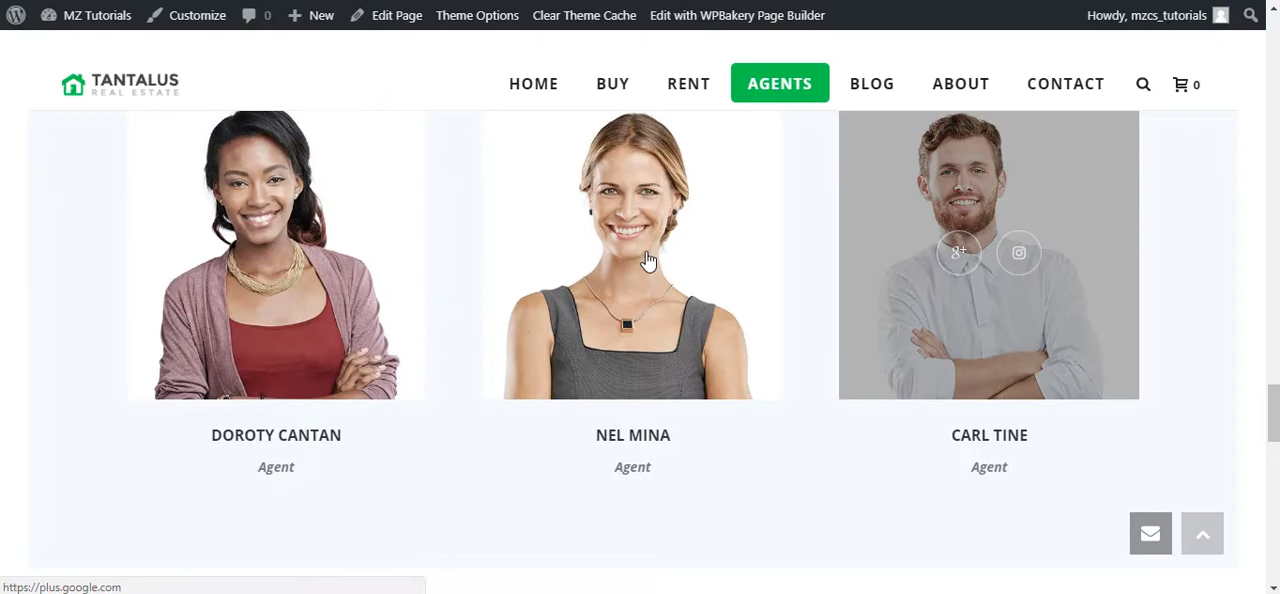 MZ Tutorials Customize 0 New Edit Page Theme Options Clear Theme Cache Edit with WPBakery Page Builder Howdy, mzcs_tutorials
TANTALUS
REAL ESTATE
HOME BUY RENT AGENTS BLOG ABOUT CONTACT 0
g+
DOROTY CANTAN NEL MINA CARL TINE
Agent Agent Agent
https://plus.google.com